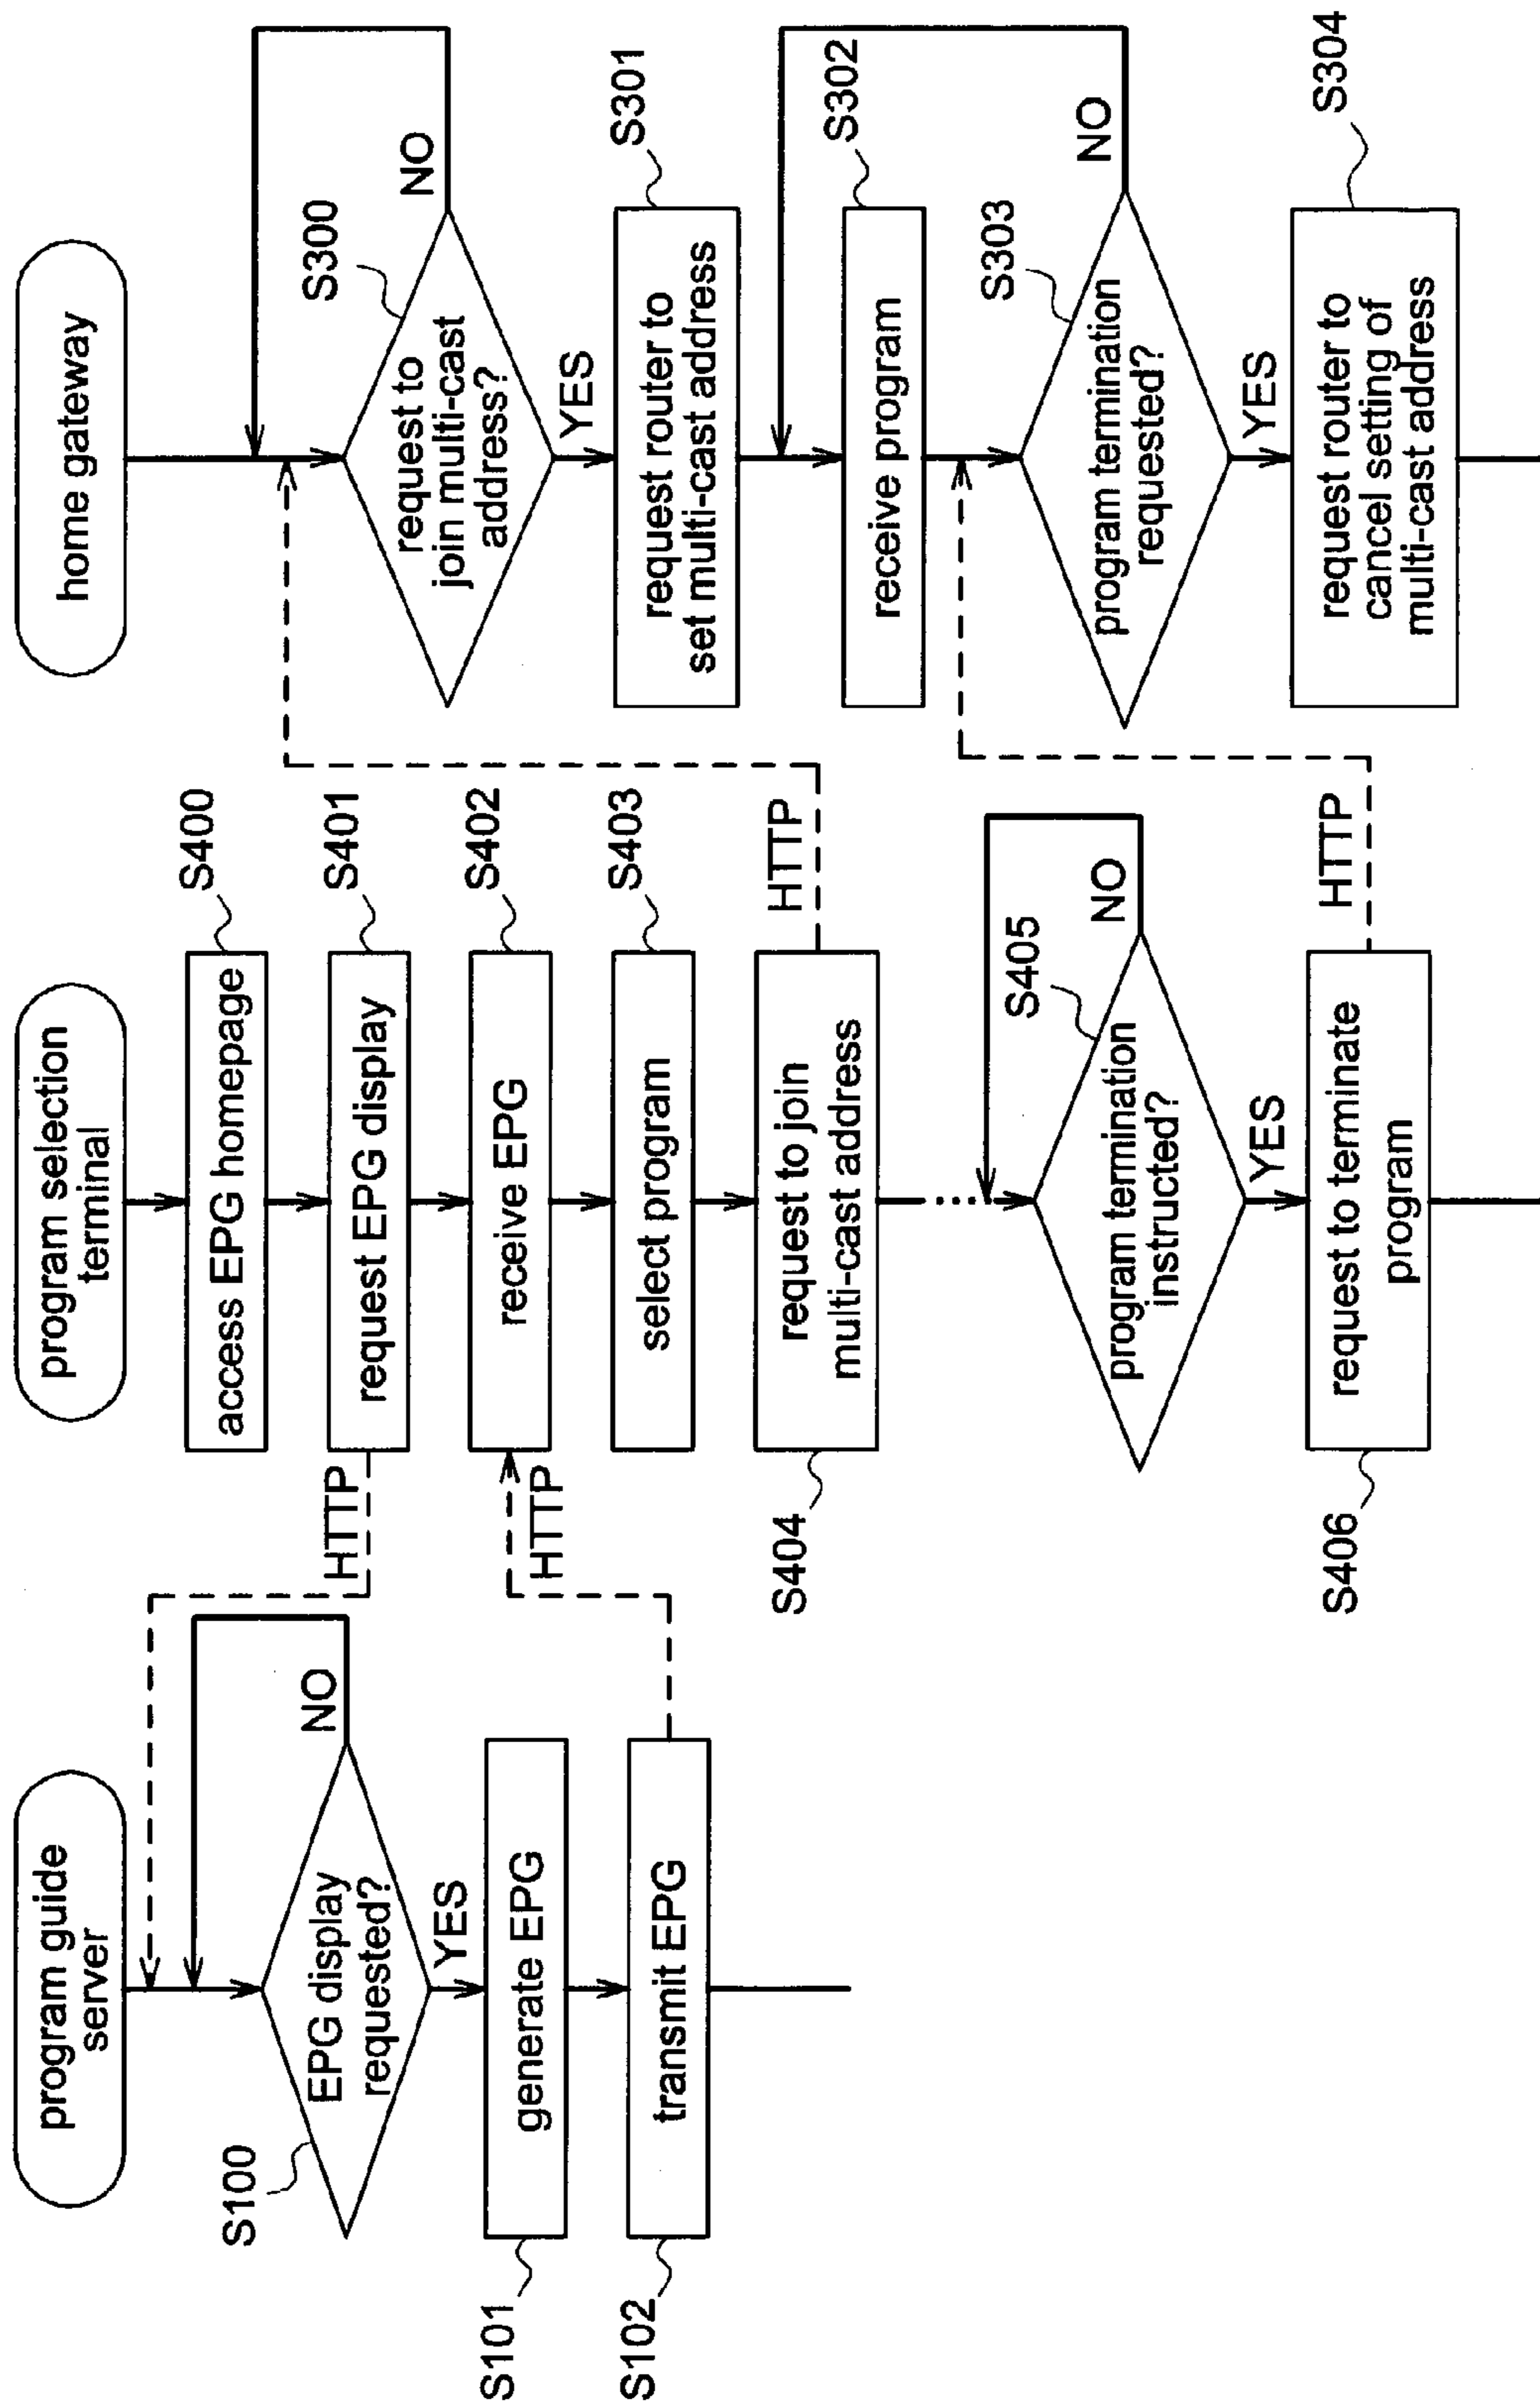 program guide
server
S100
EPG display
requested?
NO
YES
S101
generate EPG
S102
transmit EPG
HTTP
HTTP
program selection
terminal
access EPG homepage
S400
request EPG display
S401
receive EPG
S402
select program
S403
S404
request to join
multi-cast address
HTTP
S405
program termination
instructed?
NO
YES
S406
request to terminate
program
HTTP
home gateway
S300
request to
join multi-cast
address?
NO
YES
request router to
set multi-cast address
S301
receive program
S302
S303
program termination
requested?
NO
YES
request router to
cancel setting of
multi-cast address
S304